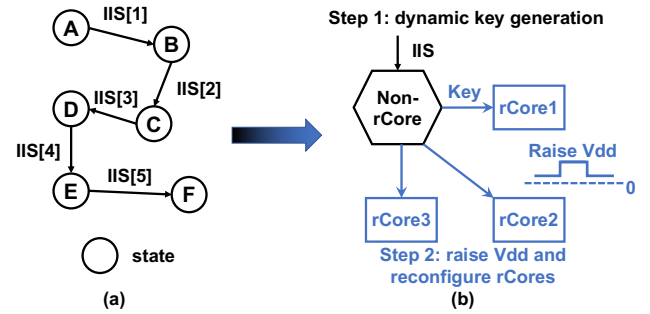 A
IIS[1]
B
IIS[2]
C
IIS[3]
D
IIS[4]
E
IIS[5]
F
state
(a)
Step 1: dynamic key generation
IIS
Non-
rCore
Key
rCore1
Raise Vdd
0
rCore3
rCore2
Step 2: raise Vdd and
reconfigure rCores
(b)